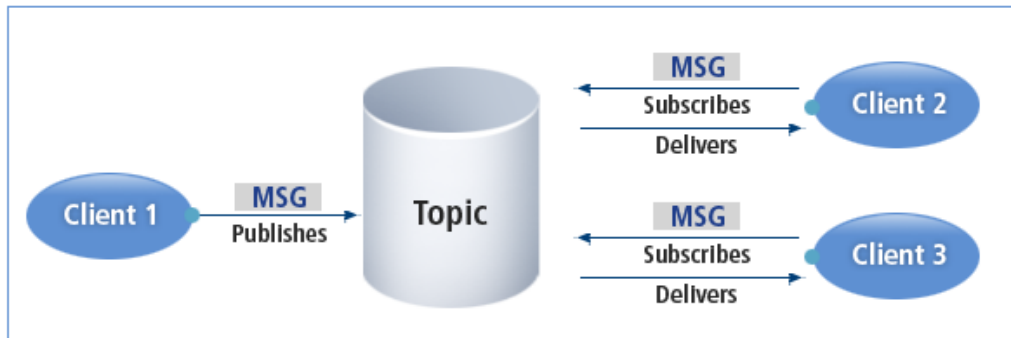 MSG
Subscribes
Delivers
Client 2
Client 1
MSG
Publishes
Topic
MSG
Subscribes
Delivers
Client 3